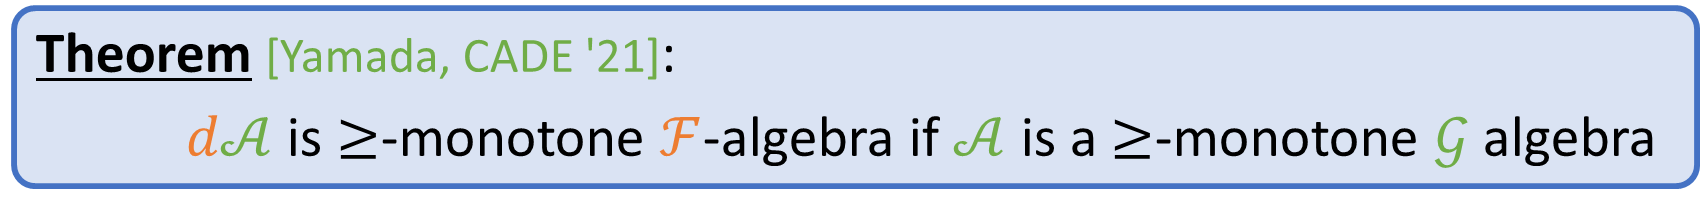 Theorem [Yamada, CADE '21]:
d𝒜 is ≥-monotone ℱ-algebra if 𝒜 is a ≥-monotone 𝒢 algebra